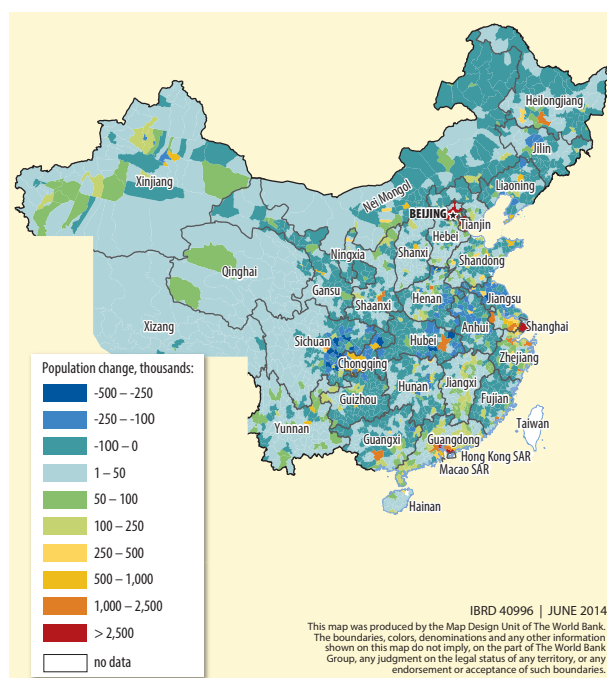 Heilongjiang
Jilin
Liaoning
Nei Mongol
BEIJING
Tianjin
Hebei
Xinjiang
Shanxi
Shandong
Ningxia
Qinghai
Gansu
Shaanxi
Henan
Jiangsu
Xizang
Anhui
Shanghai
Sichuan
Hubei
Chongqing
Zhejiang
Hunan
Jiangxi
Guizhou
Fujian
Yunnan
Taiwan
Guangxi
Guangdong
Hong Kong SAR
Macao SAR
Hainan
Population change, thousands:
-500 – -250
-250 – -100
-100 – 0
1 – 50
50 – 100
100 – 250
250 – 500
500 – 1,000
1,000 – 2,500
> 2,500
no data
IBRD 40996 | JUNE 2014
This map was produced by the Map Design Unit of The World Bank.
The boundaries, colors, denominations and any other information
shown on this map do not imply, on the part of The World Bank
Group, any judgment on the legal status of any territory, or any
endorsement or acceptance of such boundaries.